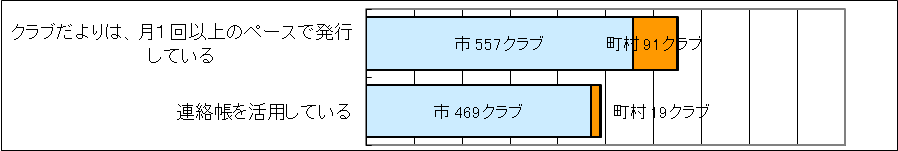 クラブだよりは、月1回以上のペースで発行
している
市 557クラブ
町村 91クラブ
連絡帳を活用している
市 469クラブ
町村 19クラブ